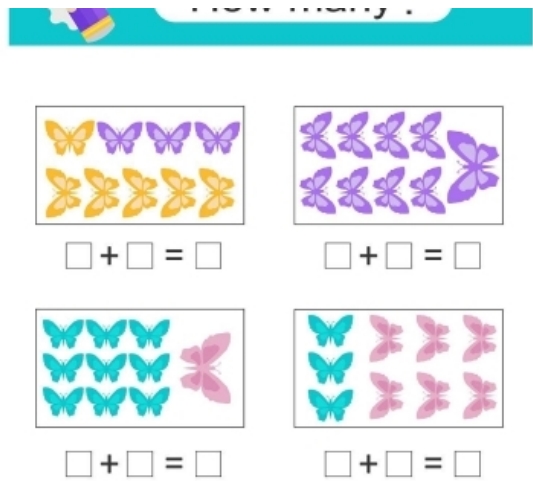 How many ?
□ + □ = □ □ + □ = □
□ + □ = □ □ + □ = □